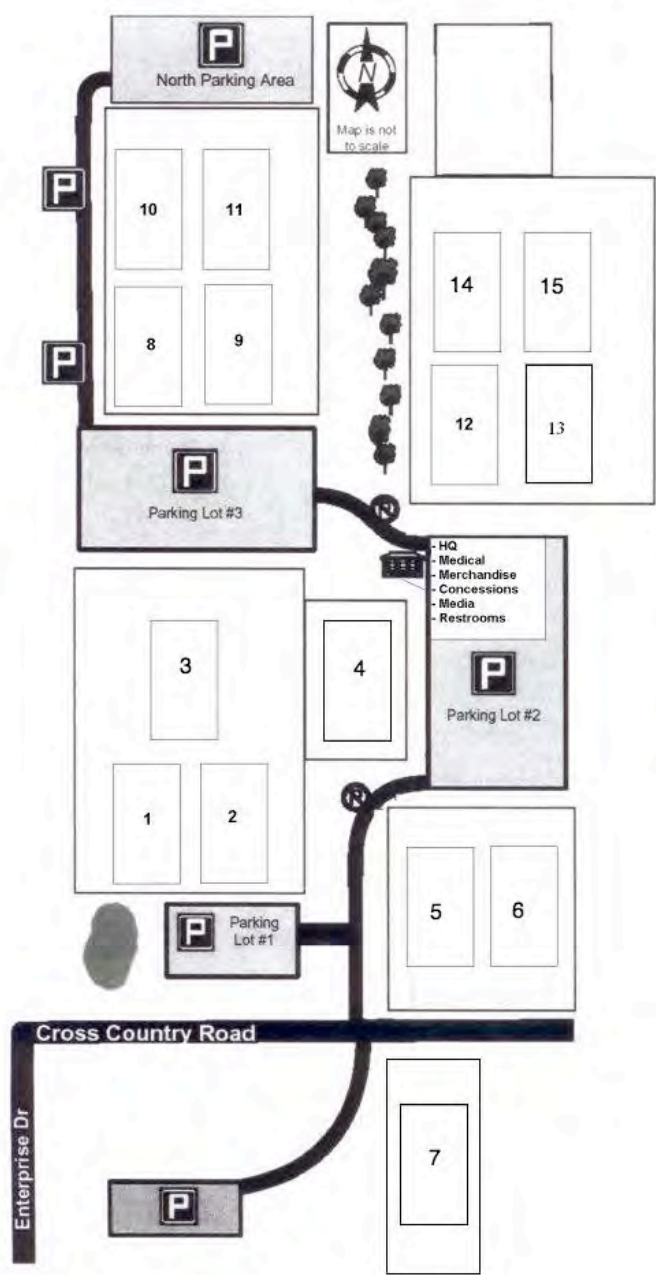 P
North Parking Area
N
Map is not
to scale
P
10
11
14
15
8
9
P
12
13
P
Parking Lot #3
- HQ
- Medical
- Merchandise
- Concessions
- Media
- Restrooms
3
4
P
Parking Lot #2
1
2
5
6
P
Parking
Lot #1
Cross Country Road
Enterprise Dr
7
P